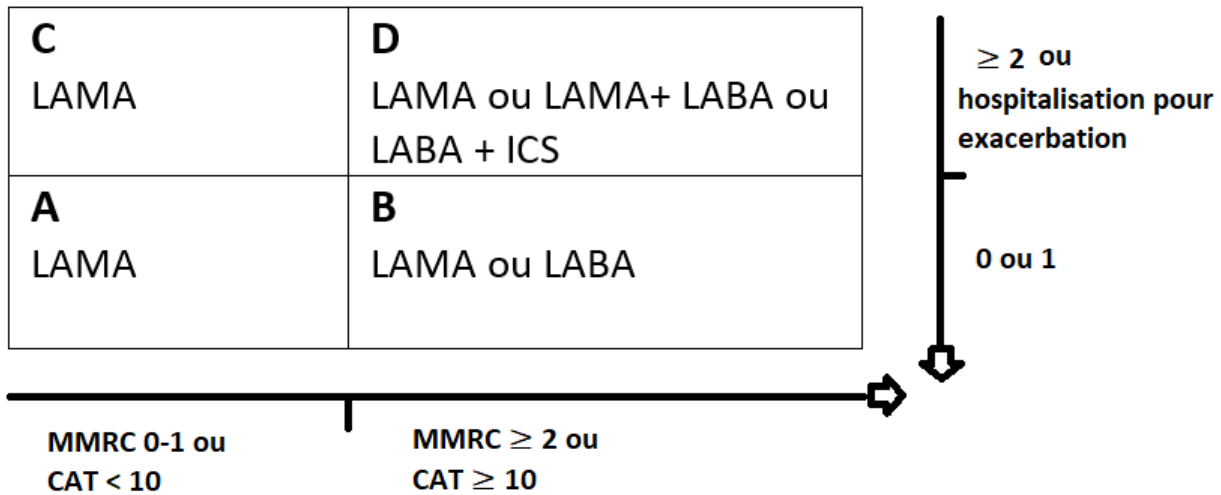 C
LAMA
D
LAMA ou LAMA+ LABA ou
LABA + ICS
A
LAMA
B
LAMA ou LABA
≥ 2 ou
hospitalisation pour
exacerbation
0 ou 1
MMRC 0-1 ou
CAT < 10
MMRC ≥ 2 ou
CAT ≥ 10